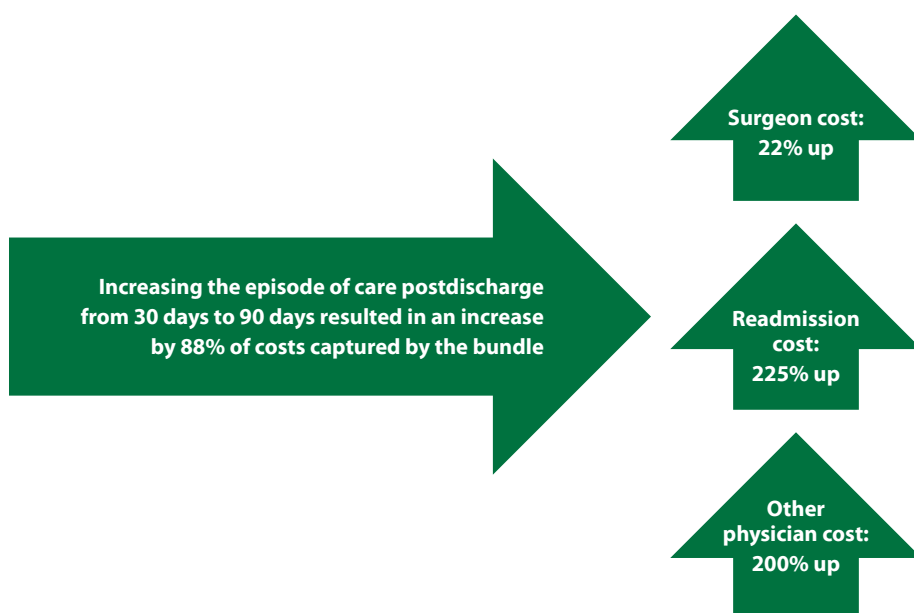 Surgeon cost:
22% up
Increasing the episode of care postdischarge
from 30 days to 90 days resulted in an increase
by 88% of costs captured by the bundle
Readmission
cost:
225% up
Other
physician cost:
200% up